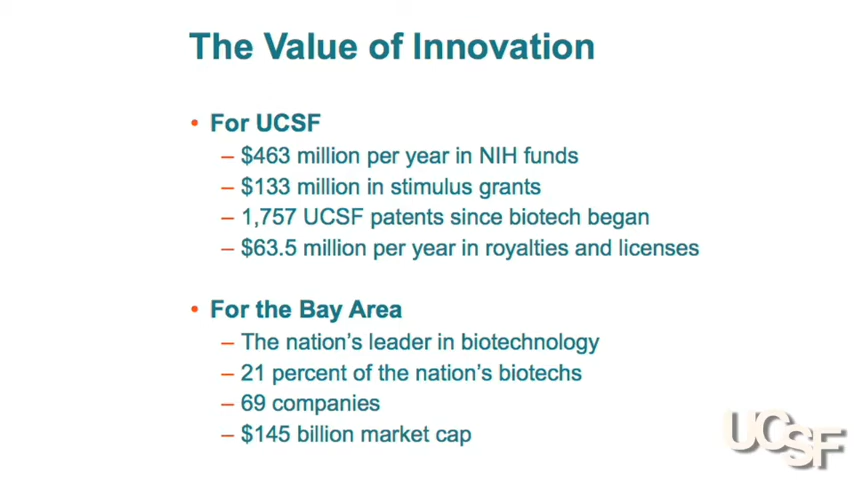 The Value of Innovation
• For UCSF
– $463 million per year in NIH funds
– $133 million in stimulus grants
– 1,757 UCSF patents since biotech began
– $63.5 million per year in royalties and licenses
• For the Bay Area
– The nation's leader in biotechnology
– 21 percent of the nation's biotechs
– 69 companies
– $145 billion market cap
UCSF